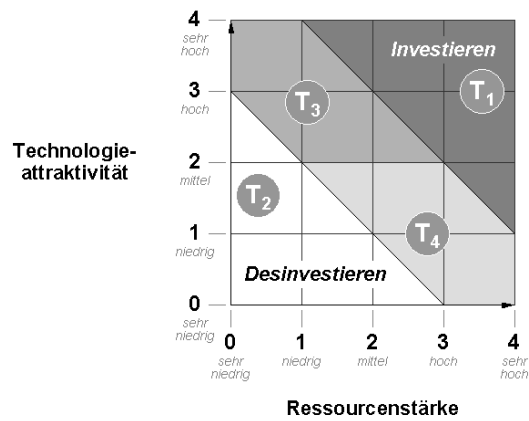 4
sehr
hoch
Investieren
3
hoch
T3
T1
Technologie-
attraktivität
2
mittel
T2
1
niedrig
T4
Desinvestieren
0
sehr
niedrig
0
sehr
niedrig
1
niedrig
2
mittel
3
hoch
4
sehr
hoch
Ressourcenstärke